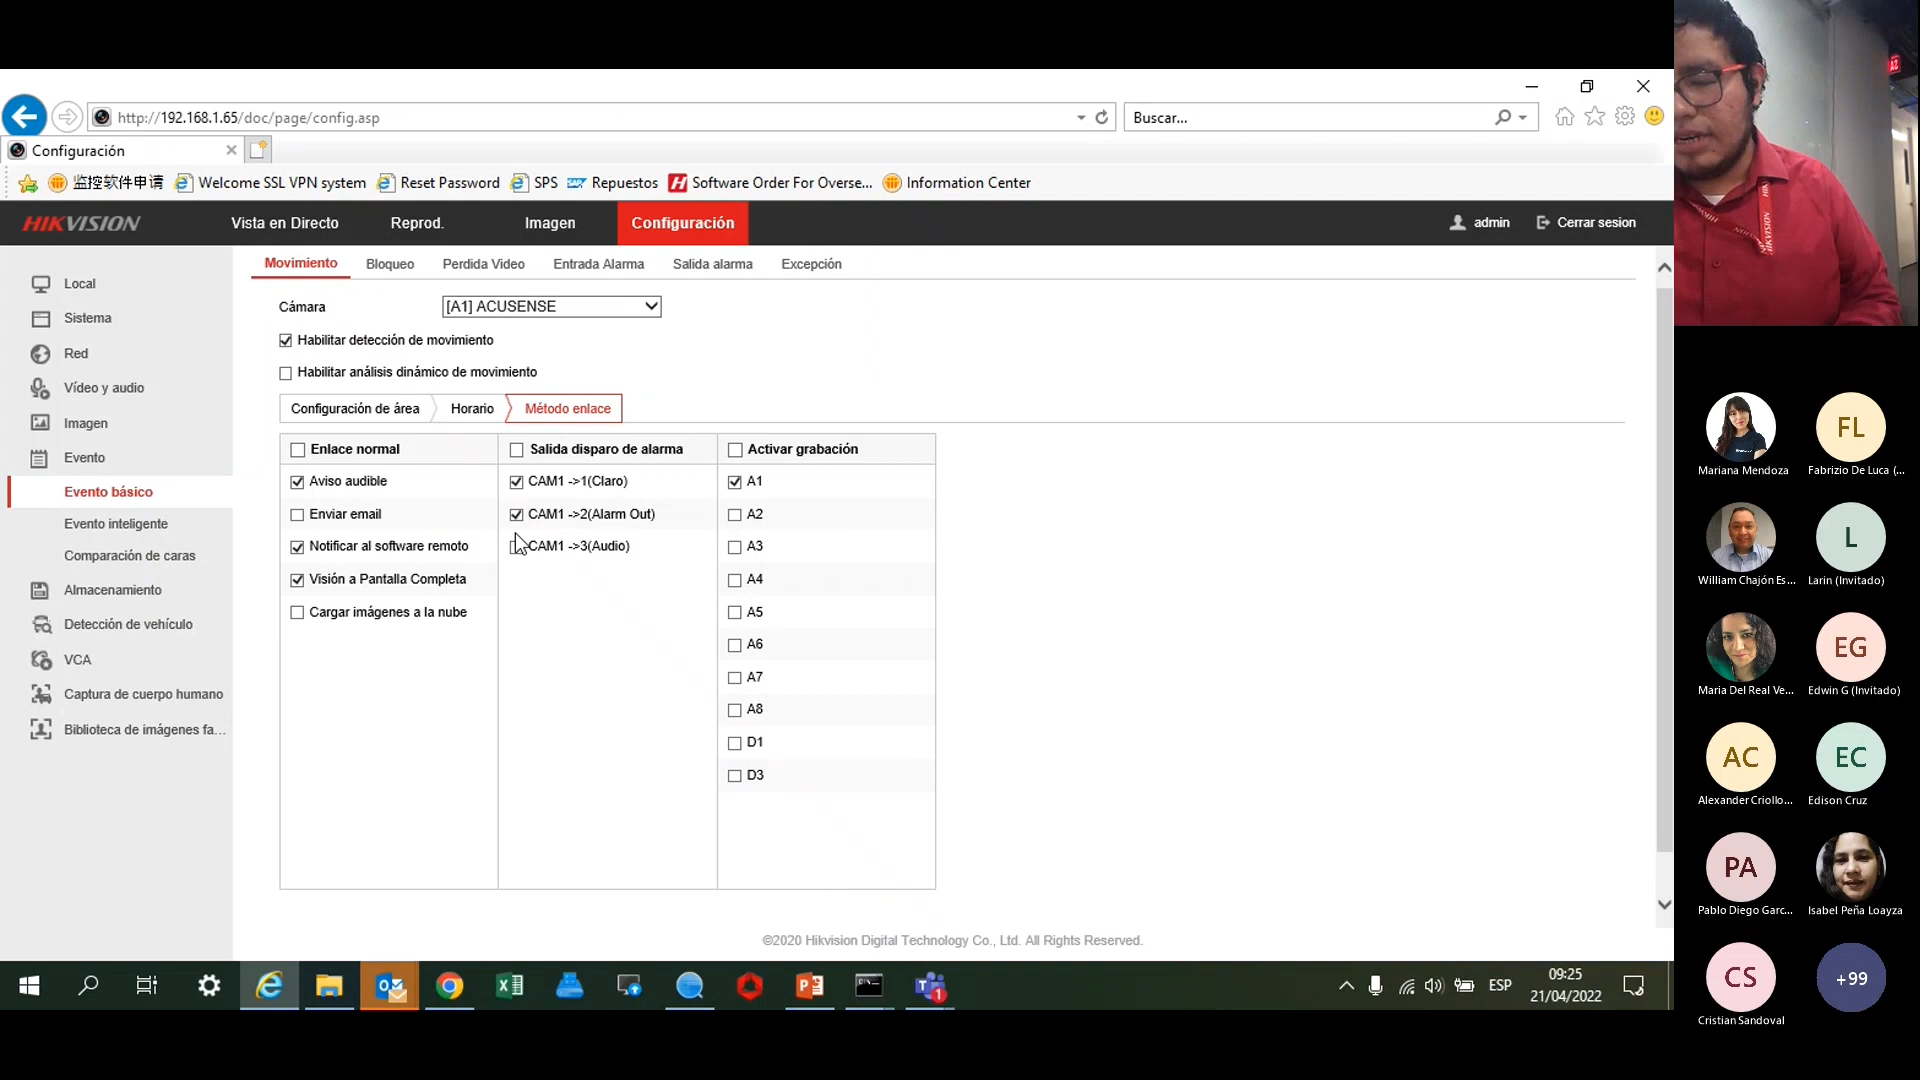 http://192.168.1.65/doc/page/config.asp
Buscar...
Configuración
监控软件申请
Welcome SSL VPN system
Reset Password
SPS
Repuestos
Software Order For Overse...
Information Center
HIKVISION
Vista en Directo
Reprod.
Imagen
Configuración
admin
Cerrar sesion
Local
Sistema
Red
Vídeo y audio
Imagen
Evento
Evento básico
Evento inteligente
Comparación de caras
Almacenamiento
Detección de vehículo
VCA
Captura de cuerpo humano
Biblioteca de imágenes fa...
Movimiento
Bloqueo
Perdida Video
Entrada Alarma
Salida alarma
Excepción
Cámara
[A1] ACUSENSE
Habilitar detección de movimiento
Habilitar análisis dinámico de movimiento
Configuración de área
Horario
Método enlace
Enlace normal
Aviso audible
Enviar email
Notificar al software remoto
Visión a Pantalla Completa
Cargar imágenes a la nube
Salida disparo de alarma
CAM1 ->1(Claro)
CAM1 ->2(Alarm Out)
CAM1 ->3(Audio)
Activar grabación
A1
A2
A3
A4
A5
A6
A7
A8
D1
D3
©2020 Hikvision Digital Technology Co., Ltd. All Rights Reserved.
ESP
09:25
21/04/2022
A2
HIKVISION
Mariana Mendoza
FL
Fabrizio De Luca (...
William Chajón Es...
L
Larin (Invitado)
Maria Del Real Ve...
EG
Edwin G (Invitado)
AC
Alexander Criollo...
EC
Edison Cruz
PA
Pablo Diego Garc...
Isabel Peña Loayza
CS
Cristian Sandoval
+99